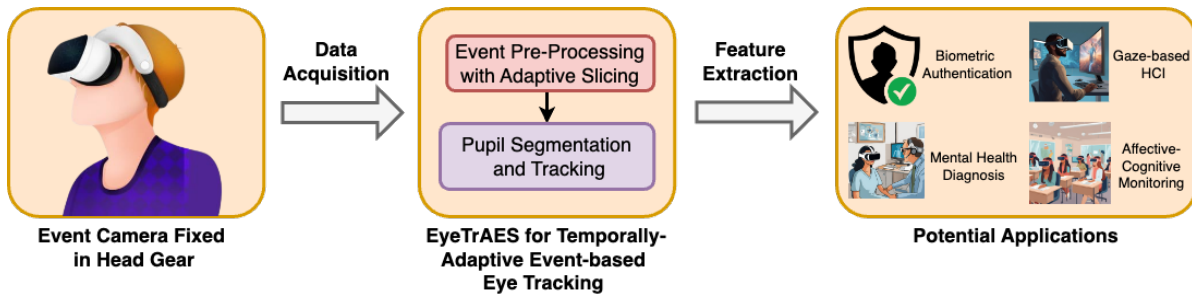 Data
Acquisition
Event Pre-Processing
with Adaptive Slicing
Pupil Segmentation
and Tracking
Feature
Extraction
Biometric
Authentication
Gaze-based
HCI
Mental Health
Diagnosis
Affective-
Cognitive
Monitoring
Event Camera Fixed
in Head Gear
EyeTrAES for Temporally-
Adaptive Event-based
Eye Tracking
Potential Applications